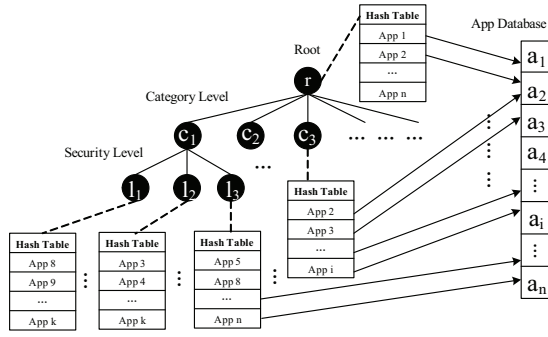 Hash Table
App 1
App 2
...
App n
App Database
a1
a2
a3
a4
⋮
ai
⋮
an
Root
r
Category Level
c1
c2
c3
... ... ...
Security Level
...
l1
l2
l3
Hash Table
App 2
App 3
...
App i
Hash Table
App 8
App 9
...
App k
Hash Table
App 3
App 4
...
App k
Hash Table
App 5
App 8
...
App n